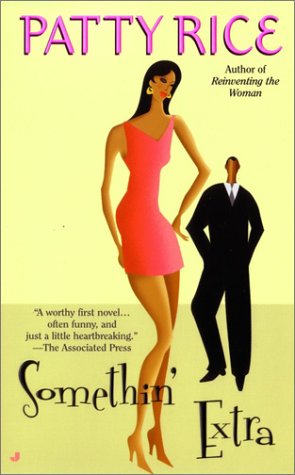 PATTY RICE
Author of
Reinventing the
Woman
"A worthy first novel...
often funny, and
just a little heartbreaking."
—The Associated Press
Somethin'
Extra
J